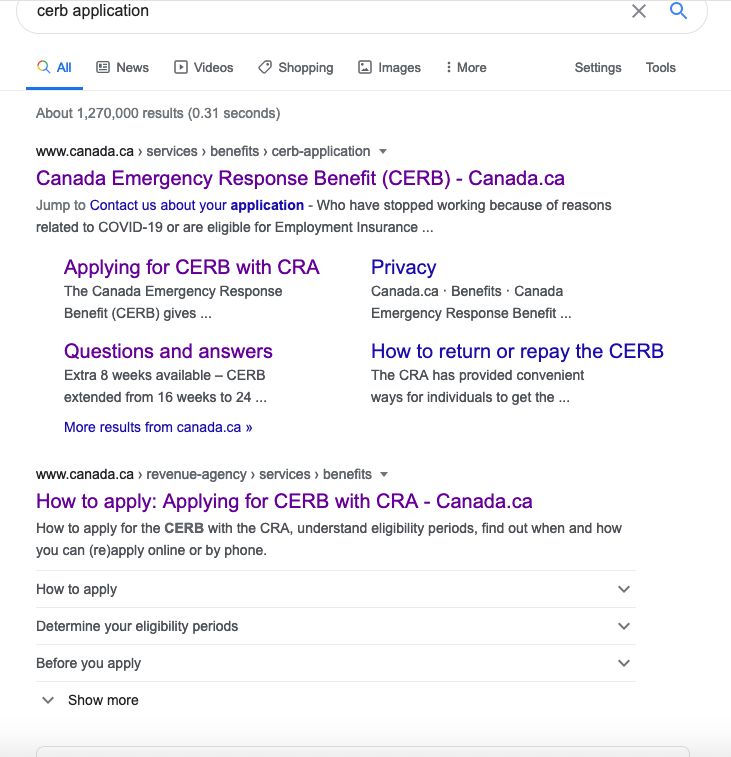 cerb application
All News Videos Shopping Images More Settings Tools
About 1,270,000 results (0.31 seconds)
www.canada.ca › services › benefits › cerb-application
Canada Emergency Response Benefit (CERB) - Canada.ca
Jump to Contact us about your application - Who have stopped working because of reasons
related to COVID-19 or are eligible for Employment Insurance ...
Applying for CERB with CRA
The Canada Emergency Response
Benefit (CERB) gives ...
Privacy
Canada.ca · Benefits · Canada
Emergency Response Benefit ...
Questions and answers
Extra 8 weeks available – CERB
extended from 16 weeks to 24 ...
How to return or repay the CERB
The CRA has provided convenient
ways for individuals to get the ...
More results from canada.ca »
www.canada.ca › revenue-agency › services › benefits
How to apply: Applying for CERB with CRA - Canada.ca
How to apply for the CERB with the CRA, understand eligibility periods, find out when and how
you can (re)apply online or by phone.
How to apply
Determine your eligibility periods
Before you apply
Show more